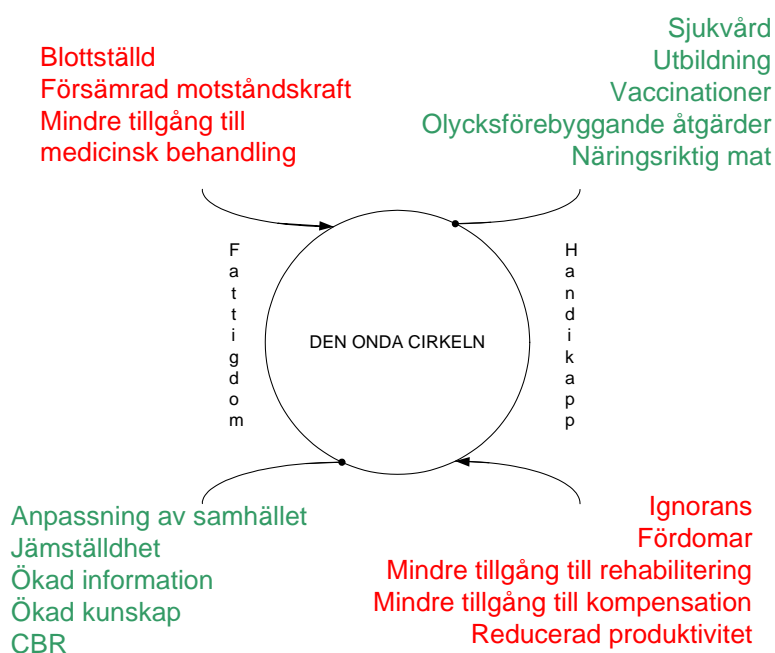 Blottställd
Försämrad motståndskraft
Mindre tillgång till
medicinsk behandling
Sjukvård
Utbildning
Vaccinationer
Olycksförebyggande åtgärder
Näringsriktig mat
Fattigdom
DEN ONDA CIRKELN
Handikapp
Anpassning av samhället
Jämställdhet
Ökad information
Ökad kunskap
CBR
Ignorans
Fördomar
Mindre tillgång till rehabilitering
Mindre tillgång till kompensation
Reducerad produktivitet